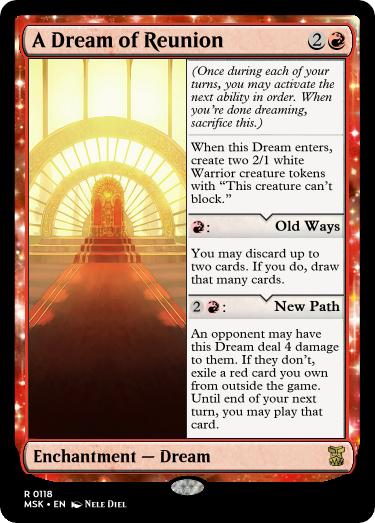 A Dream of Reunion 2
(Once during each of your
turns, you may activate the
next ability in order. When
you're done dreaming,
sacrifice this.)
When this Dream enters,
create two 2/1 white
Warrior creature tokens
with “This creature can't
block.”
: Old Ways
You may discard up to
two cards. If you do, draw
that many cards.
2 : New Path
An opponent may have
this Dream deal 4 damage
to them. If they don't,
exile a red card you own
from outside the game.
Until end of your next
turn, you may play that
card.
Enchantment — Dream
R 0118
MSK • EN Nele Diel